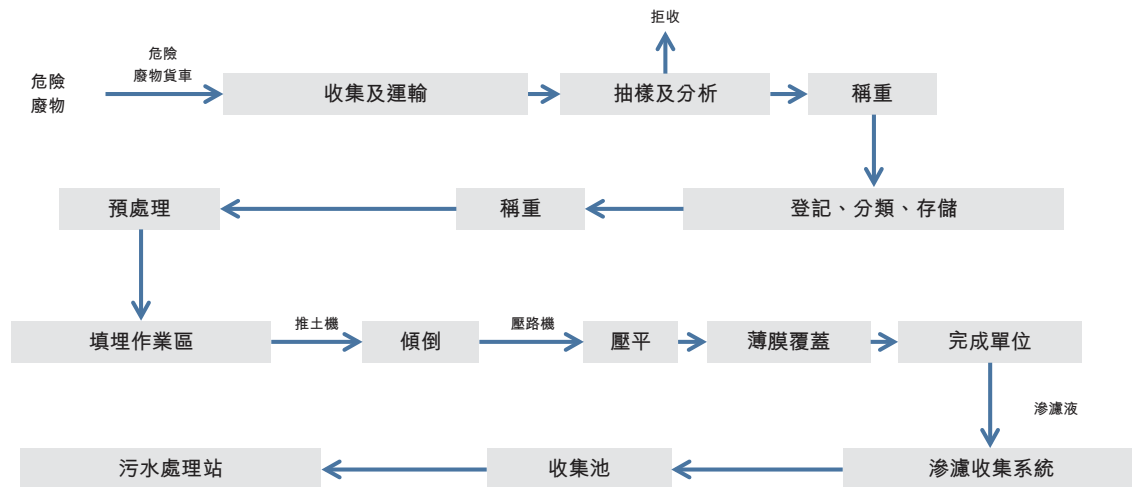 拒收
危險
廢物貨車
危險
廢物
收集及運輸
抽樣及分析
稱重
預處理
稱重
登記、分類、存儲
推土機
壓路機
填埋作業區
傾倒
壓平
薄膜覆蓋
完成單位
滲濾液
污水處理站
收集池
滲濾收集系統